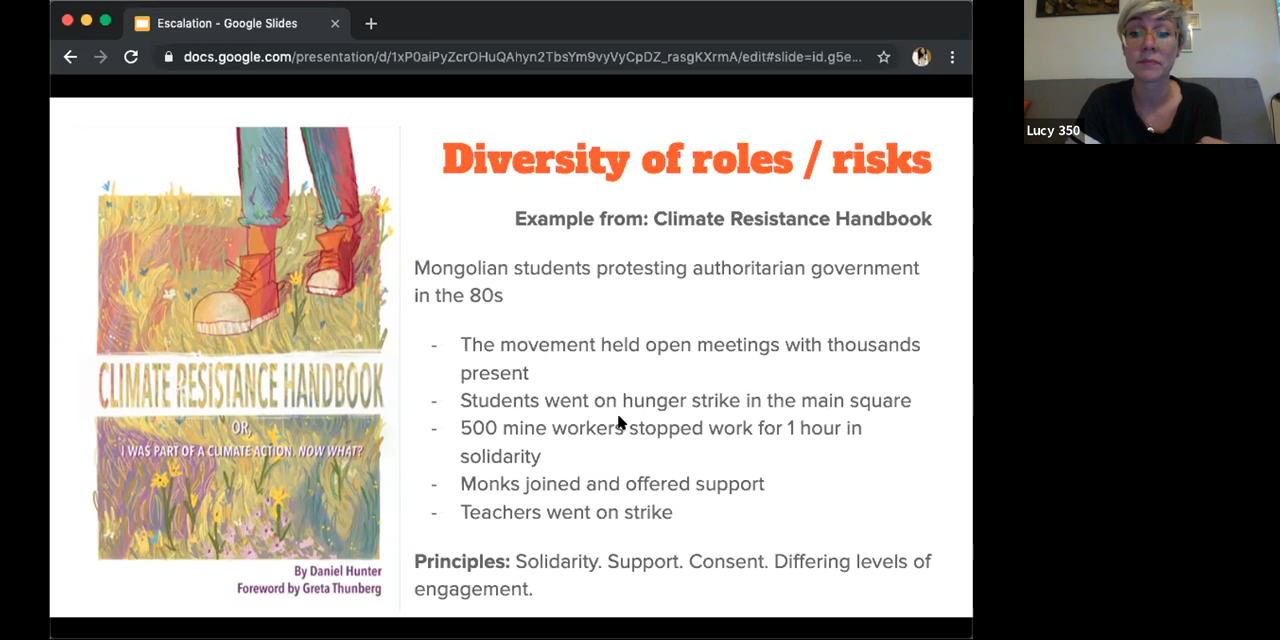 Escalation - Google Slides
docs.google.com/presentation/d/1xP0aiPyZcrOHuQAhyn2TbsYm9vyVyCpDZ_rasgKXrmA/edit#slide=id.g5e...
Lucy 350
Diversity of roles / risks
Example from: Climate Resistance Handbook
Mongolian students protesting authoritarian government
in the 80s
- The movement held open meetings with thousands
present
- Students went on hunger strike in the main square
- 500 mine workers stopped work for 1 hour in
solidarity
- Monks joined and offered support
- Teachers went on strike
Principles: Solidarity. Support. Consent. Differing levels of
engagement.
CLIMATE RESISTANCE HANDBOOK
OR,
I WAS PART OF A CLIMATE ACTION. NOW WHAT?
By Daniel Hunter
Foreword by Greta Thunberg